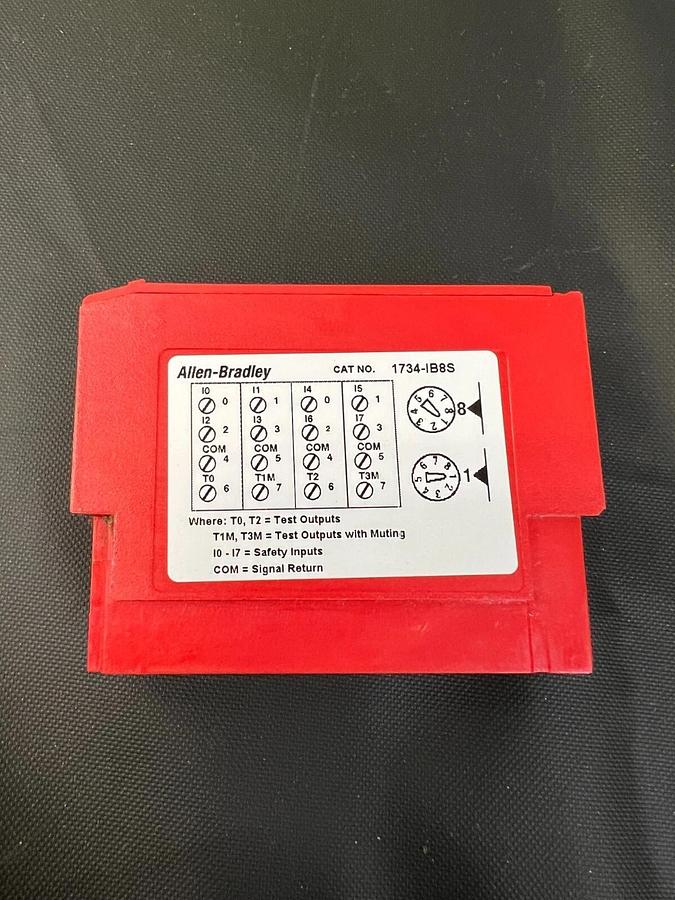 Allen-Bradley CAT NO. 1734-IB8S
I0 I1 I4 I5
0 1 0 1
I2 I3 I6 I7
2 3 2 3
COM COM COM COM
4 5 4 5
T0 T1M T2 T3M
6 7 6 7
8
1
Where: T0, T2 = Test Outputs
T1M, T3M = Test Outputs with Muting
I0 - I7 = Safety Inputs
COM = Signal Return